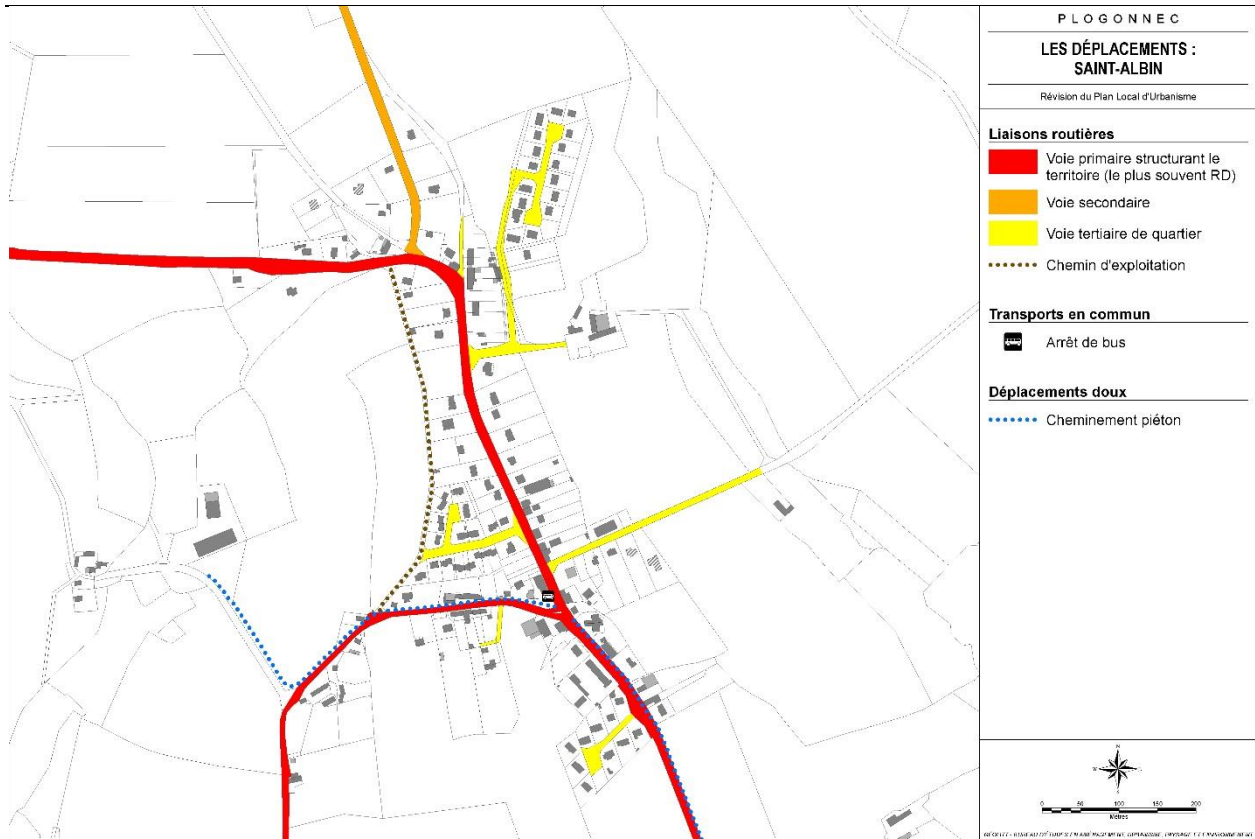 PLOGONNEC
LES DÉPLACEMENTS :
SAINT-ALBIN
Révision du Plan Local d'Urbanisme
Liaisons routières
Voie primaire structurant le
territoire (le plus souvent RD)
Voie secondaire
Voie tertiaire de quartier
Chemin d'exploitation
Transports en commun
Arrêt de bus
Déplacements doux
Cheminement piéton
N
0 50 100 150 200
Mètres